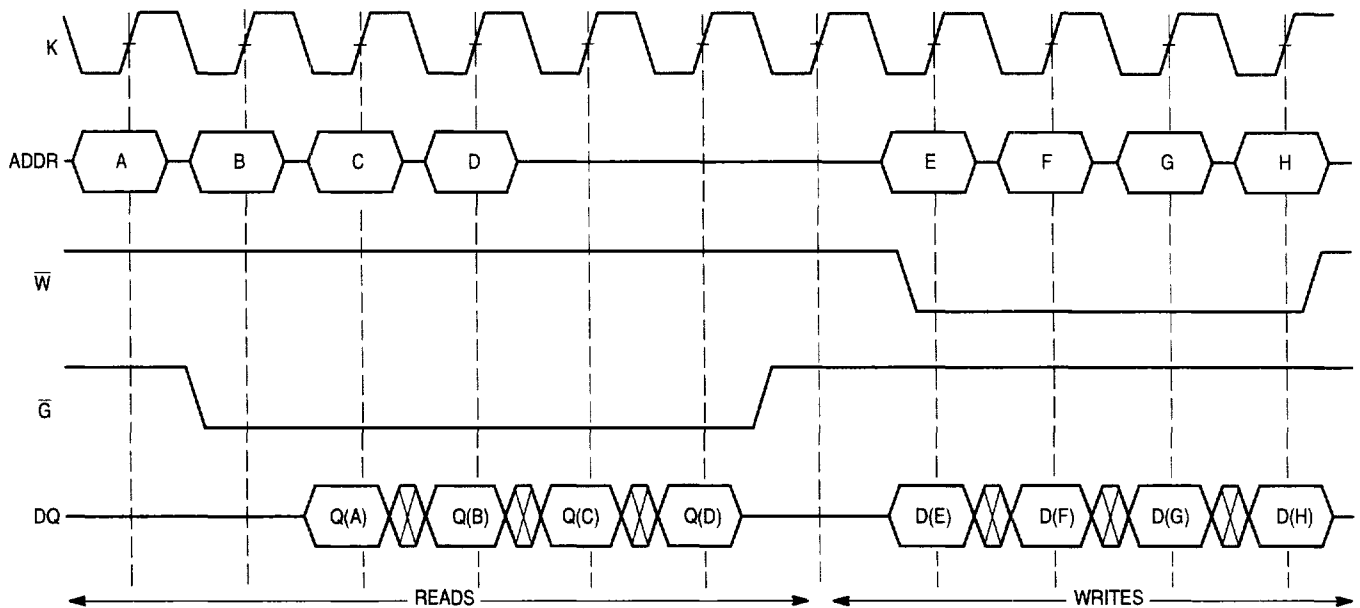 K
ADDR A B C D E F G H
W̅
G̅
DQ Q(A) Q(B) Q(C) Q(D) D(E) D(F) D(G) D(H)
READS WRITES